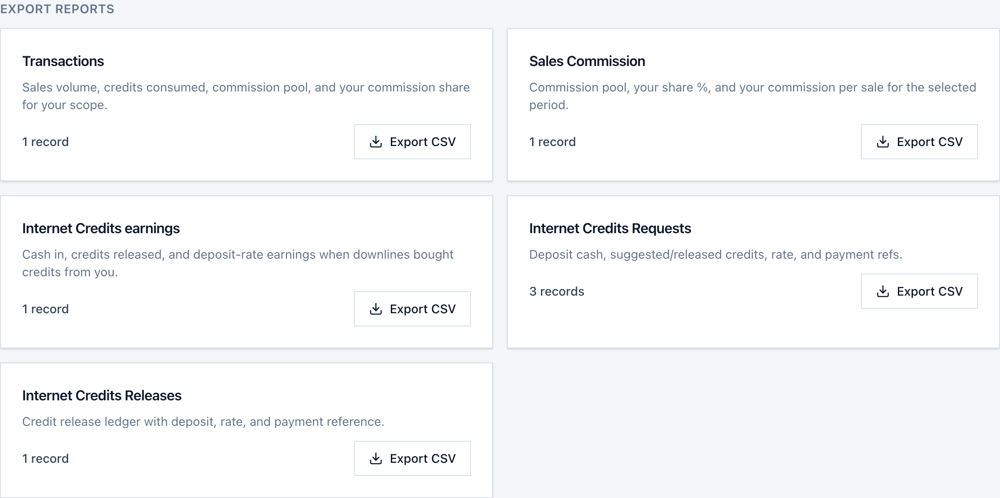 EXPORT REPORTS
Transactions
Sales volume, credits consumed, commission pool, and your commission share
for your scope.
1 record
Export CSV
Sales Commission
Commission pool, your share %, and your commission per sale for the selected
period.
1 record
Export CSV
Internet Credits earnings
Cash in, credits released, and deposit-rate earnings when downlines bought
credits from you.
1 record
Export CSV
Internet Credits Requests
Deposit cash, suggested/released credits, rate, and payment refs.
3 records
Export CSV
Internet Credits Releases
Credit release ledger with deposit, rate, and payment reference.
1 record
Export CSV